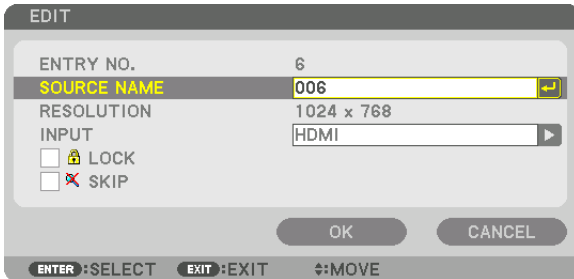 EDIT
ENTRY NO. 6
SOURCE NAME 006
RESOLUTION 1024 x 768
INPUT HDMI
LOCK
SKIP
OK CANCEL
ENTER :SELECT EXIT :EXIT :MOVE